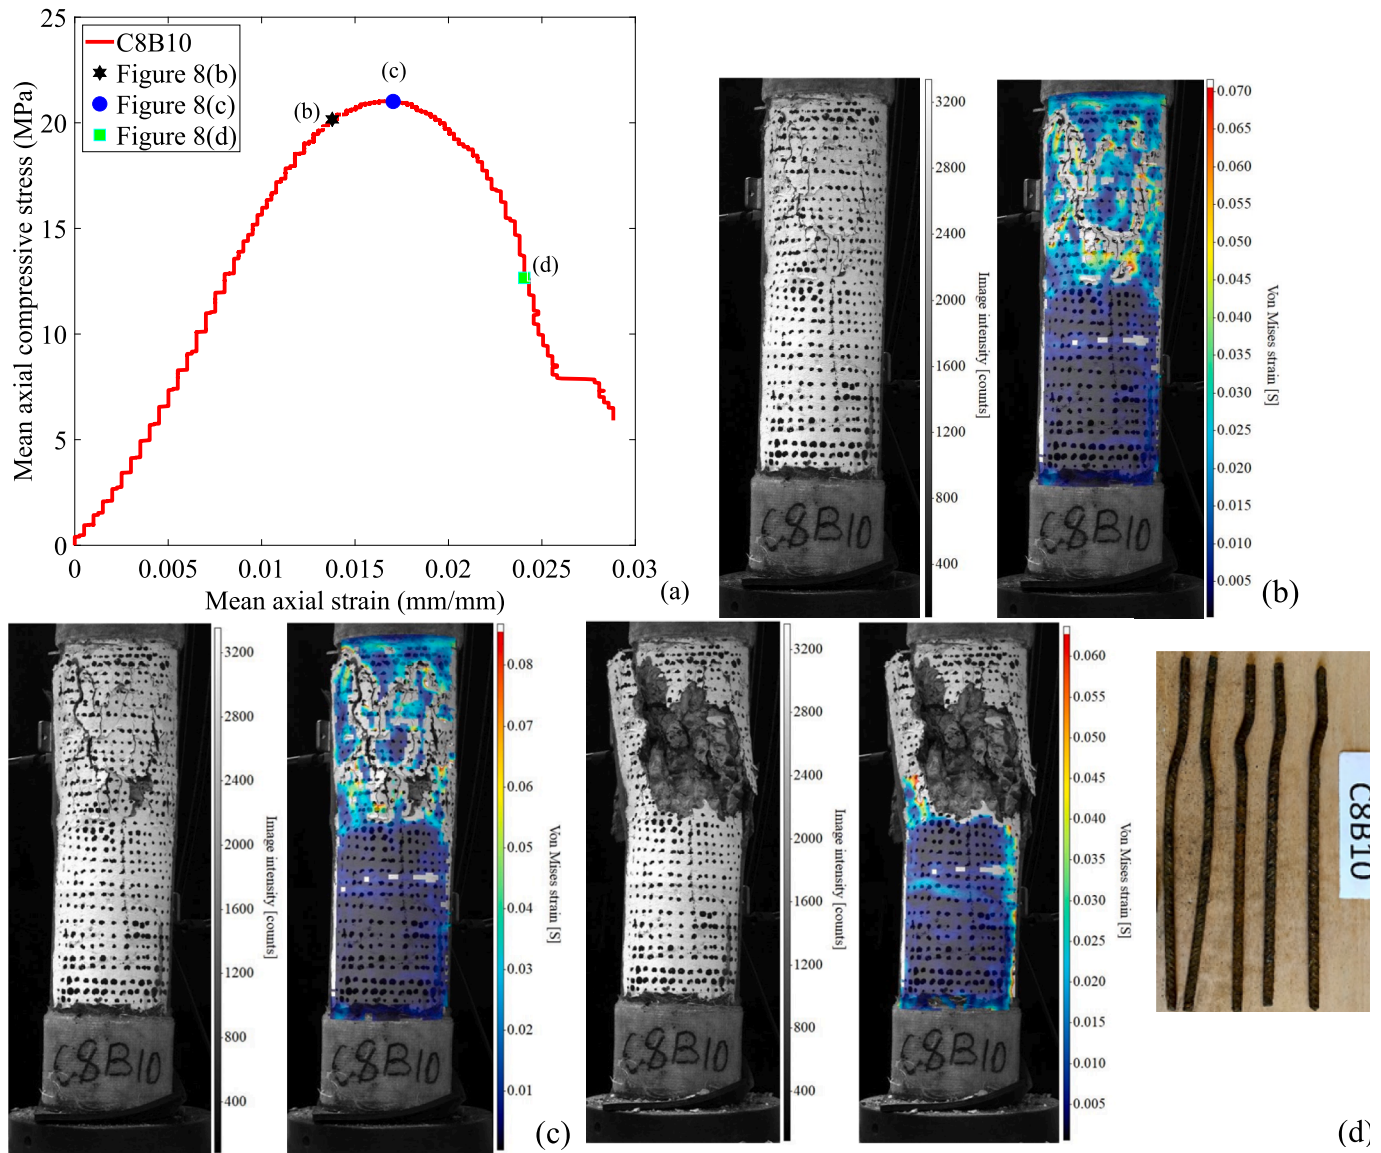 25
20
15
10
5
0
Mean axial compressive stress (MPa)
C8B10
Figure 8(b)
Figure 8(c)
Figure 8(d)
(b)
(c)
(d)
0 0.005 0.01 0.015 0.02 0.025 0.03
Mean axial strain (mm/mm)
(a)
C8B10
3200
2800
2400
2000
1600
1200
800
400
Image intensity [counts]
C8B10
0.070
0.065
0.060
0.055
0.050
0.045
0.040
0.035
0.030
0.025
0.020
0.015
0.010
0.005
Von Mises strain [S]
(b)
C8B10
3200
2800
2400
2000
1600
1200
800
400
Image intensity [counts]
C8B10
0.08
0.07
0.06
0.05
0.04
0.03
0.02
0.01
Von Mises strain [S]
(c)
C8B10
3200
2800
2400
2000
1600
1200
800
400
Image intensity [counts]
C8B10
0.060
0.055
0.050
0.045
0.040
0.035
0.030
0.025
0.020
0.015
0.010
0.005
Von Mises strain [S]
C8B10
(d)